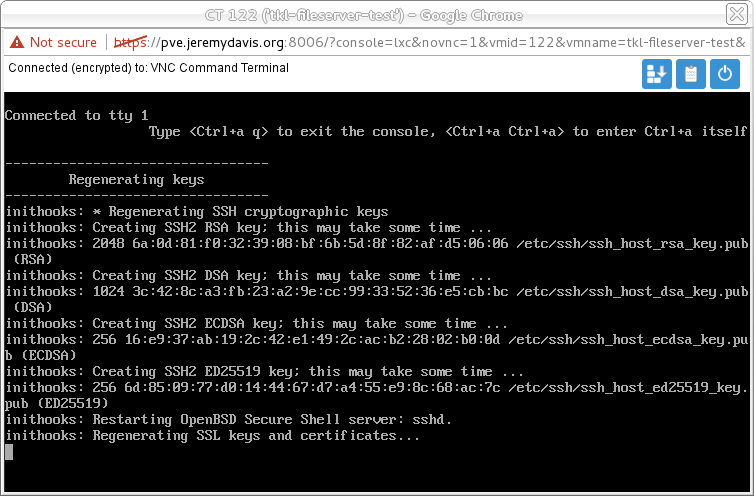 CT 122 ('tkl-fileserver-test') - Google Chrome
Not secure | https://pve.jeremydavis.org:8006/?console=lxc&novnc=1&vmid=122&vmname=tkl-fileserver-test&
Connected (encrypted) to: VNC Command Terminal
Connected to tty 1
Type <Ctrl+a q> to exit the console, <Ctrl+a Ctrl+a> to enter Ctrl+a itself
--------------------------------
Regenerating keys
--------------------------------
inithooks: * Regenerating SSH cryptographic keys
inithooks: Creating SSH2 RSA key; this may take some time ...
inithooks: 2048 6a:0d:81:f0:32:39:08:bf:6b:5d:8f:82:af:d5:06:06 /etc/ssh/ssh_host_rsa_key.pub
(RSA)
inithooks: Creating SSH2 DSA key; this may take some time ...
inithooks: 1024 3c:42:8c:a3:fb:23:a2:9e:cc:99:33:52:36:e5:cb:bc /etc/ssh/ssh_host_dsa_key.pub
(DSA)
inithooks: Creating SSH2 ECDSA key; this may take some time ...
inithooks: 256 16:e9:37:ab:19:2c:42:e1:49:2c:ac:b2:28:02:b0:0d /etc/ssh/ssh_host_ecdsa_key.pu
b (ECDSA)
inithooks: Creating SSH2 ED25519 key; this may take some time ...
inithooks: 256 6d:85:09:77:d0:14:44:67:d7:a4:55:e9:8c:68:ac:7c /etc/ssh/ssh_host_ed25519_key.
pub (ED25519)
inithooks: Restarting OpenBSD Secure Shell server: sshd.
inithooks: Regenerating SSL keys and certificates...